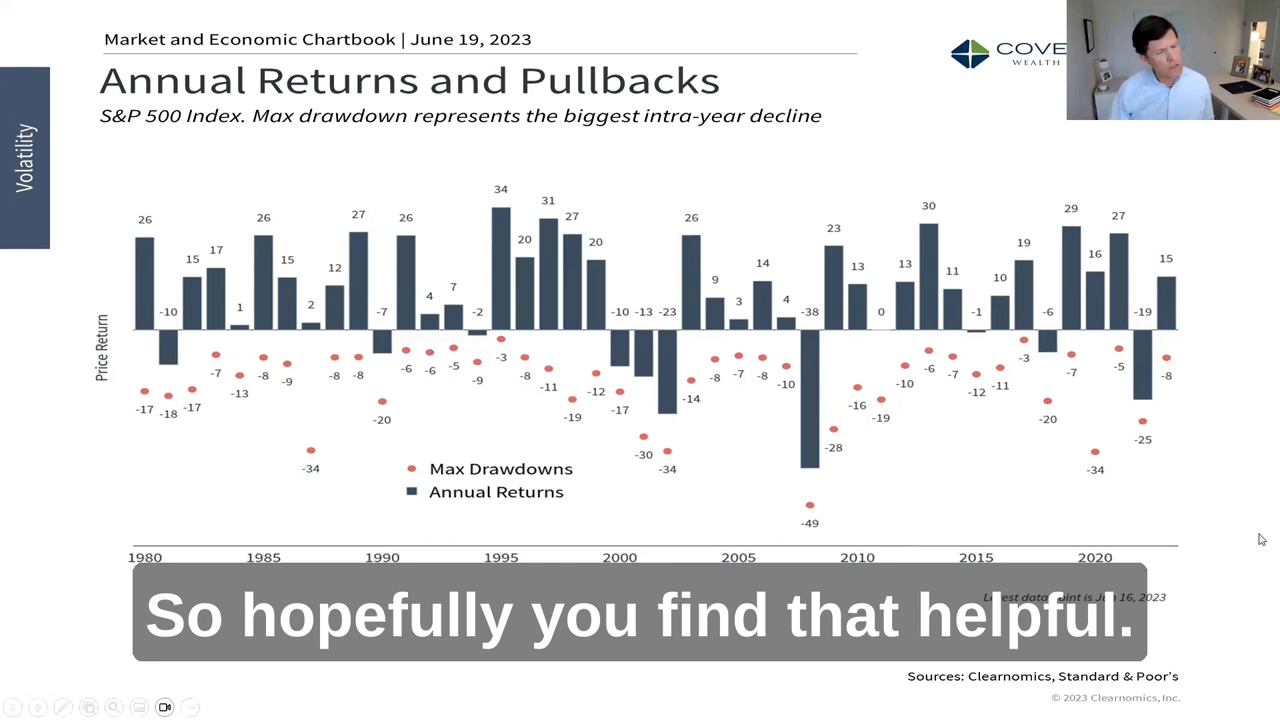 Market and Economic Chartbook | June 19, 2023
COVE
WEALTH
Annual Returns and Pullbacks
S&P 500 Index. Max drawdown represents the biggest intra-year decline
Volatility
Price Return
26 -10 15 17 1 26 15 2 12 27 -7 26 4 7 -2 34 20 31 27 20 -10 -13 -23 26 9 3 14 4 -38 23 13 0 13 30 11 -1 10 19 -6 29 16 27 -19 15
-17 -18 -17 -7 -13 -8 -9 -34 -8 -8 -20 -6 -6 -5 -9 -3 -8 -11 -19 -12 -17 -30 -34 -14 -8 -7 -8 -10 -49 -28 -16 -19 -10 -6 -7 -12 -11 -3 -20 -7 -34 -5 -25 -8
Max Drawdowns
Annual Returns
1980 1985 1990 1995 2000 2005 2010 2015 2020
Latest data point is Jun 16, 2023
So hopefully you find that helpful.
Sources: Clearnomics, Standard & Poor's
© 2023 Clearnomics, Inc.